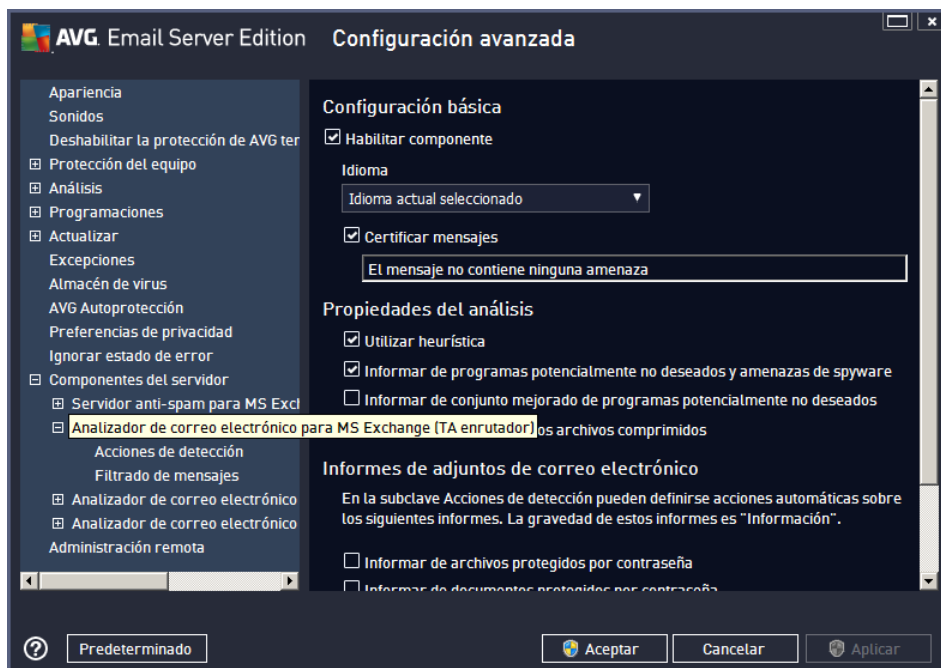 AVG. Email Server Edition
Configuración avanzada
Apariencia
Sonidos
Deshabilitar la protección de AVG ter
Protección del equipo
Análisis
Programaciones
Actualizar
Excepciones
Almacén de virus
AVG Autoprotección
Preferencias de privacidad
Ignorar estado de error
Componentes del servidor
Servidor anti-spam para MS Excl
Analizador de correo electrónico para MS Exchange (TA enrutador)
Acciones de detección
Filtrado de mensajes
Analizador de correo electrónico
Analizador de correo electrónico
Administración remota
Configuración básica
Habilitar componente
Idioma
Idioma actual seleccionado
Certificar mensajes
El mensaje no contiene ninguna amenaza
Propiedades del análisis
Utilizar heurística
Informar de programas potencialmente no deseados y amenazas de spyware
Informar de conjunto mejorado de programas potencialmente no deseados
os archivos comprimidos
Informes de adjuntos de correo electrónico
En la subclave Acciones de detección pueden definirse acciones automáticas sobre
los siguientes informes. La gravedad de estos informes es "Información".
Informar de archivos protegidos por contraseña
Informar de documentos protegidos por contraseña
Predeterminado
Aceptar
Cancelar
Aplicar